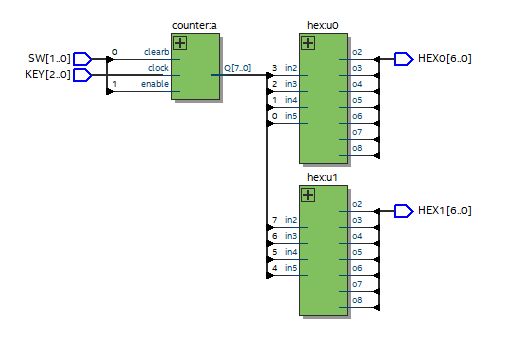 counter:a
hex:u0
SW[1..0]
KEY[2..0]
0 clearb
clock
1 enable
Q[7..0]
3 in2
2 in3
1 in4
0 in5
o2
o3
o4
o5
o6
o7
o8
HEX0[6..0]
hex:u1
7 in2
6 in3
5 in4
4 in5
o2
o3
o4
o5
o6
o7
o8
HEX1[6..0]